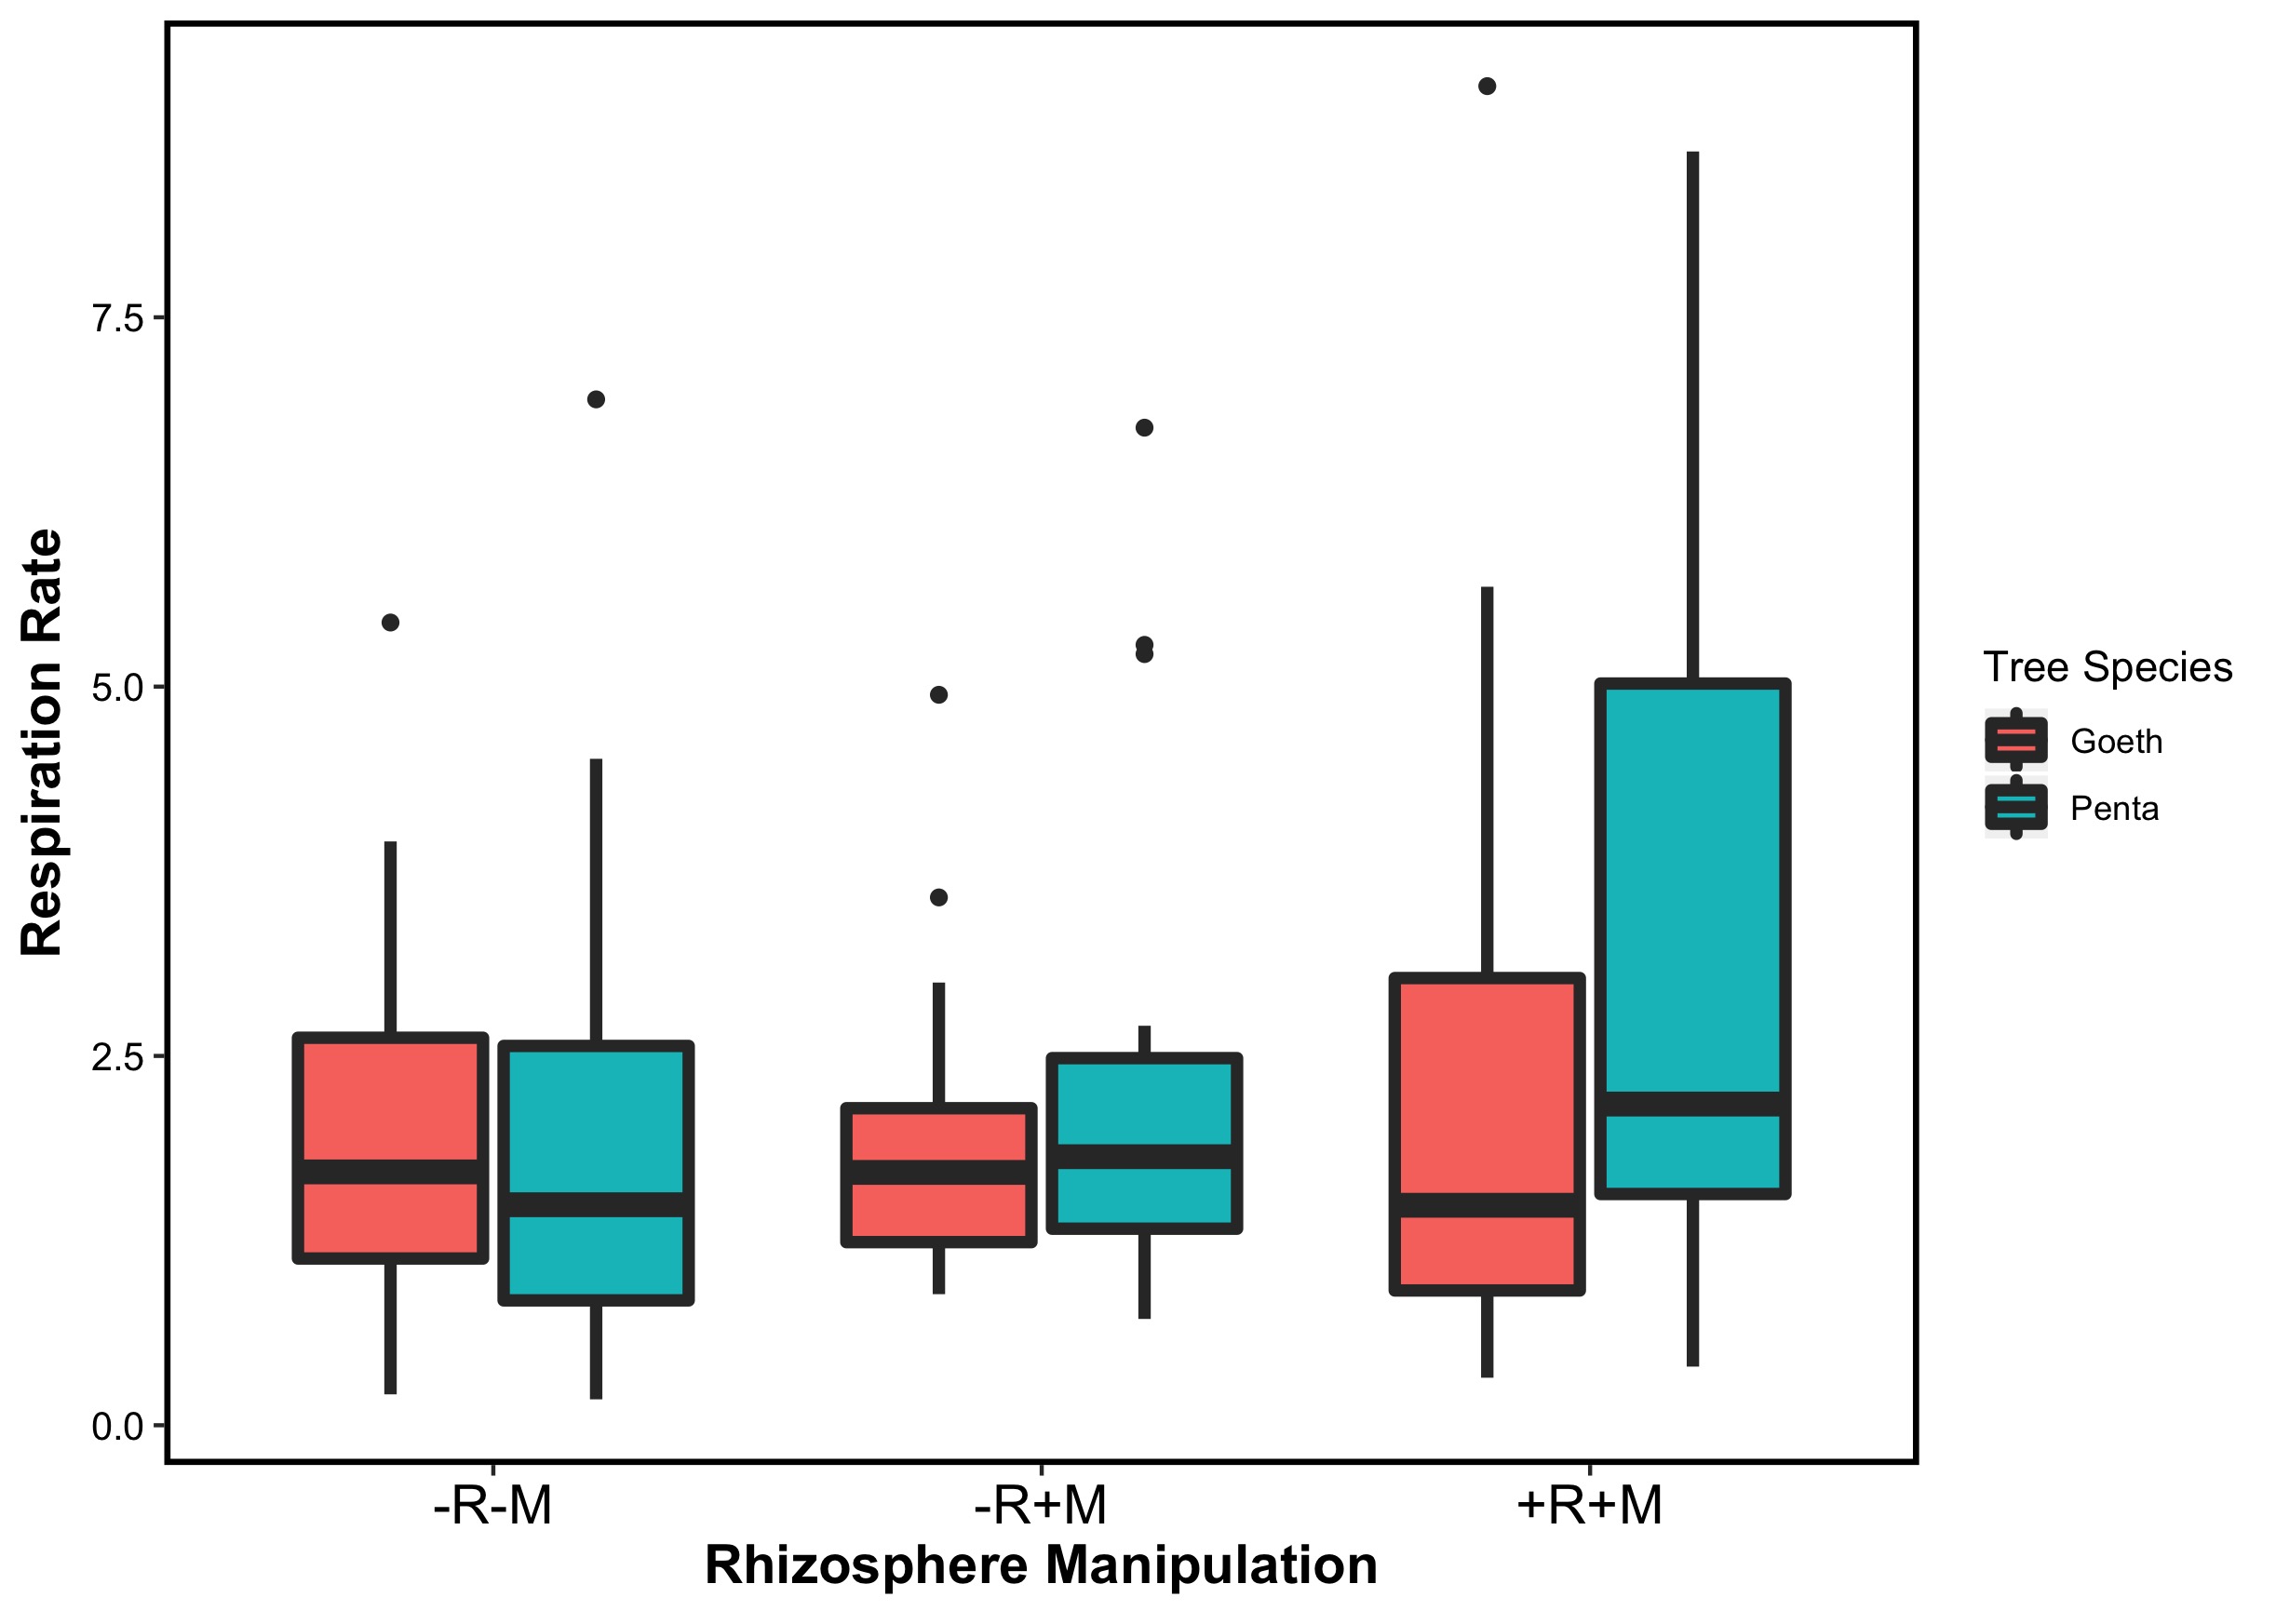 Respiration Rate
7.5
5.0
2.5
0.0
-R-M
-R+M
+R+M
Rhizosphere Manipulation
Tree Species
Goeth
Penta